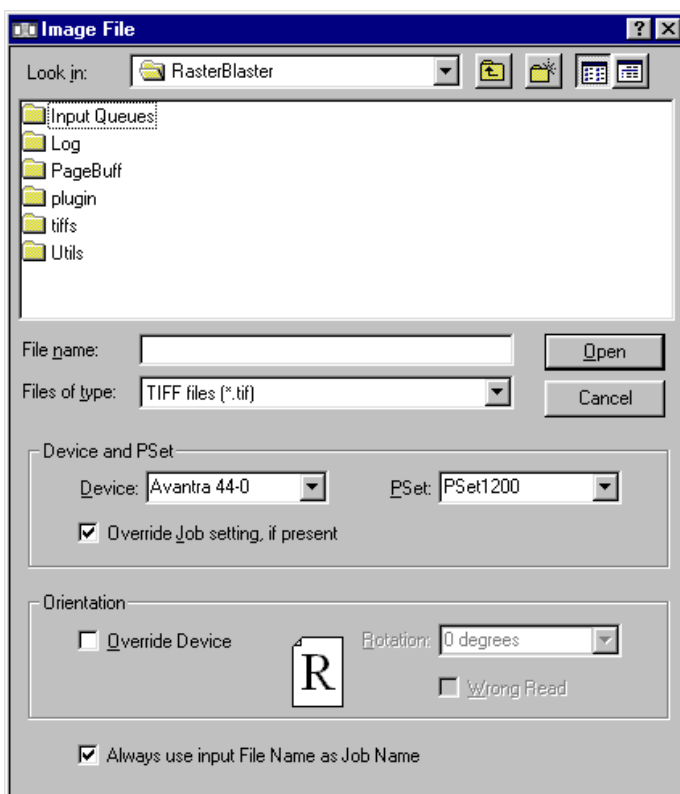 Image File
Look in: RasterBlaster
Input Queues
Log
PageBuff
plugin
tiffs
Utils
File name: Open
Files of type: TIFF files (*.tif) Cancel
Device and PSet
Device: Avantra 44-0 PSet: PSet1200
Override Job setting, if present
Orientation
Override Device R Rotation: 0 degrees
Wrong Read
Always use input File Name as Job Name